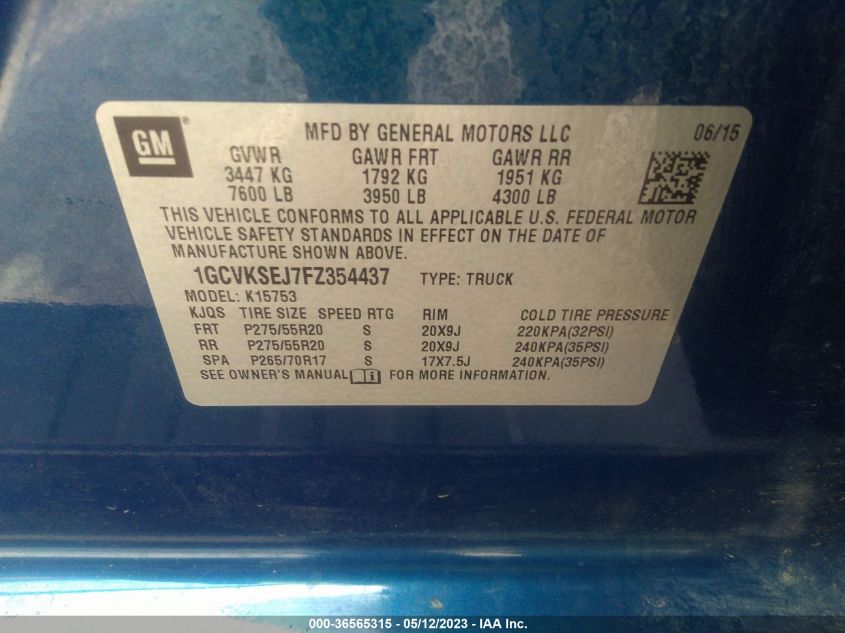 GM ®
MFD BY GENERAL MOTORS LLC 06/15
GVWR GAWR FRT GAWR RR
3447 KG 1792 KG 1951 KG
7600 LB 3950 LB 4300 LB
THIS VEHICLE CONFORMS TO ALL APPLICABLE U.S. FEDERAL MOTOR
VEHICLE SAFETY STANDARDS IN EFFECT ON THE DATE OF
MANUFACTURE SHOWN ABOVE.
1GCVKSEJ7FZ354437 TYPE: TRUCK
MODEL: K15753
KJQS TIRE SIZE SPEED RTG RIM COLD TIRE PRESSURE
FRT P275/55R20 S 20X9J 220KPA(32PSI)
RR P275/55R20 S 20X9J 240KPA(35PSI)
SPA P265/70R17 S 17X7.5J 240KPA(35PSI)
SEE OWNER'S MANUAL FOR MORE INFORMATION.
000-36565315 - 05/12/2023 - IAA Inc.